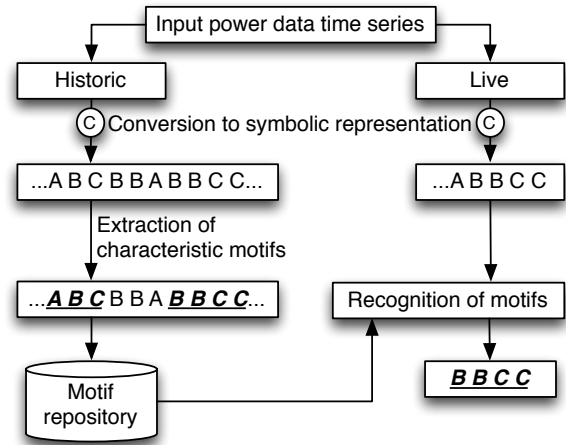 Input power data time series
Historic
Live
C
Conversion to symbolic representation
C
...A B C B B A B B C C...
...A B B C C
Extraction of
characteristic motifs
...A B C B B A B B C C...
Recognition of motifs
Motif
repository
B B C C